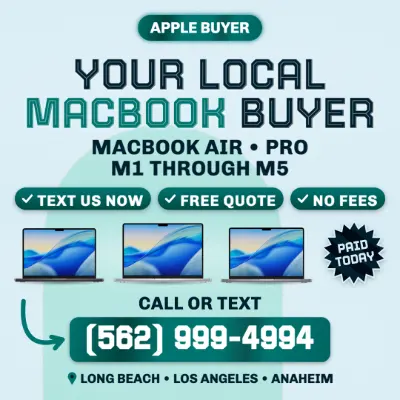 APPLE BUYER
YOUR LOCAL
MACBOOK BUYER
MACBOOK AIR • PRO
M1 THROUGH M5
✓ TEXT US NOW
✓ FREE QUOTE
✓ NO FEES
PAID
TODAY
CALL OR TEXT
(562) 999-4994
LONG BEACH • LOS ANGELES • ANAHEIM